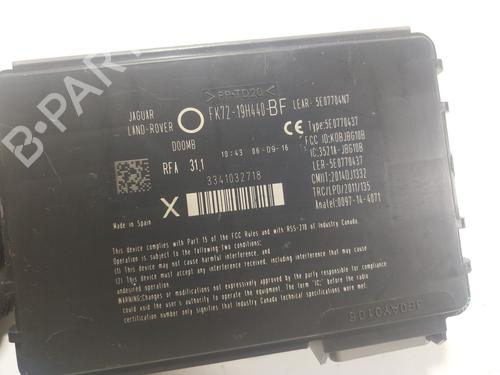 >PP-TD20<
JAGUAR
LAND-ROVER
FK72-19H440-BF
LEAR- 5E07704N7
D00MB
Type:5E0770437
FCC ID:KOBJBG10B
IC:3521A-JBG10B
LER-5E0770437
CMIIT:2014DJ1332
TRC/LPD/2011/135
Anatel:0097-14-4071
CE
10:43 06-09-16
RFA 31.1
3341032718
X
Made in Spain
This device complies with Part 15 of the FCC Rules and with RSS-210 of Industry Canada.
Operation is subject to the following two conditions:
(1) This device may not cause harmful interference, and
(2) This device must accept any interference received, including interference that may cause
undesired operation.
WARNING:Changes or modifications not expressively approved by the party responsible for compliance
could void the user's authority to operate the equipment. The term "IC:" before the radio
certification number only signifies that Industry Canada technical specifications were met.